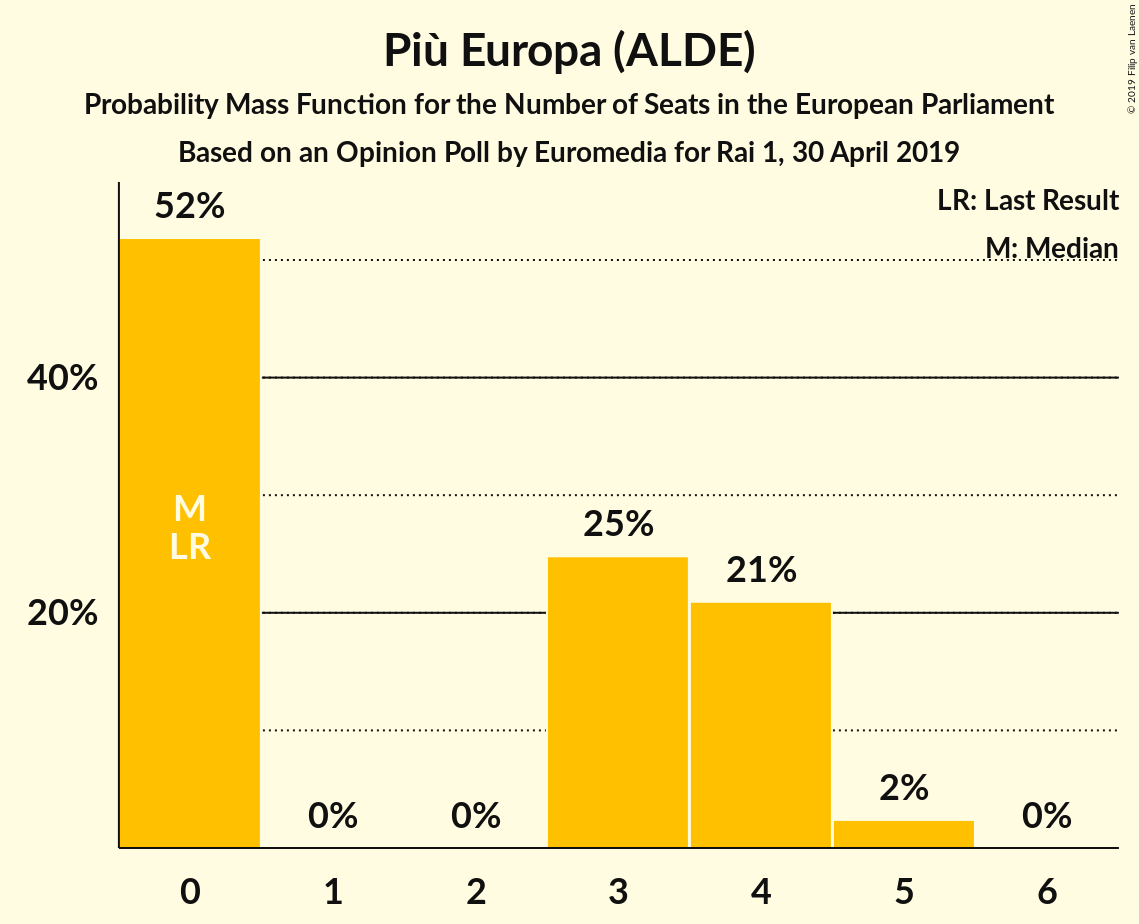 Più Europa (ALDE)
Probability Mass Function for the Number of Seats in the European Parliament
Based on an Opinion Poll by Euromedia for Rai 1, 30 April 2019
© 2019 Filip van Laenen
LR: Last Result
M: Median
52%
40%
M
LR
25%
21%
20%
2%
0%
0%
0%
0 1 2 3 4 5 6